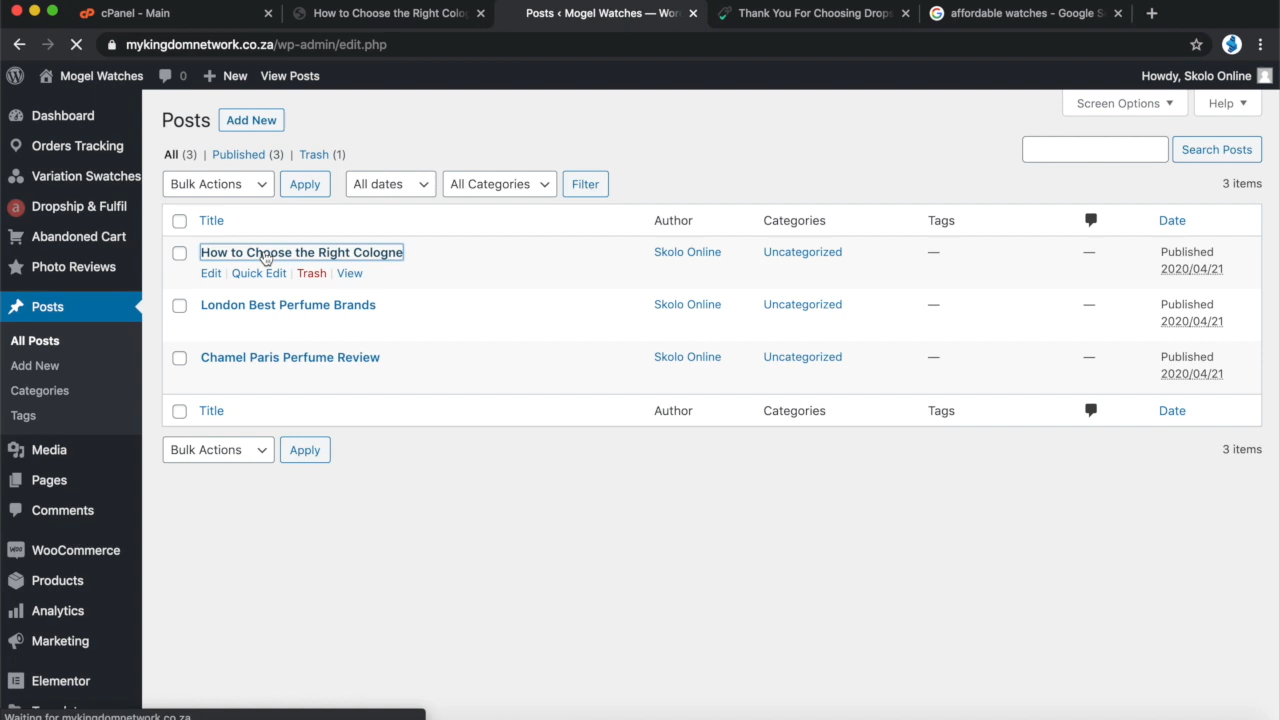 cPanel - Main
How to Choose the Right Colo
Posts ‹ Mogel Watches — Wor
Thank You For Choosing Drops
affordable watches - Google S
mykingdomnetwork.co.za/wp-admin/edit.php
Mogel Watches 0 New View Posts Howdy, Skolo Online
Dashboard
Orders Tracking
Variation Swatches
Dropship & Fulfil
Abandoned Cart
Photo Reviews
Posts
All Posts
Add New
Categories
Tags
Media
Pages
Comments
WooCommerce
Products
Analytics
Marketing
Elementor
Screen Options ▼ Help ▼
Posts Add New
All (3) | Published (3) | Trash (1)
Search Posts
Bulk Actions Apply All dates All Categories Filter 3 items
Title Author Categories Tags Date
How to Choose the Right Cologne Skolo Online Uncategorized — — Published
Edit | Quick Edit | Trash | View 2020/04/21
London Best Perfume Brands Skolo Online Uncategorized — — Published
2020/04/21
Chamel Paris Perfume Review Skolo Online Uncategorized — — Published
2020/04/21
Title Author Categories Tags Date
Bulk Actions Apply 3 items
Waiting for mykingdomnetwork.co.za